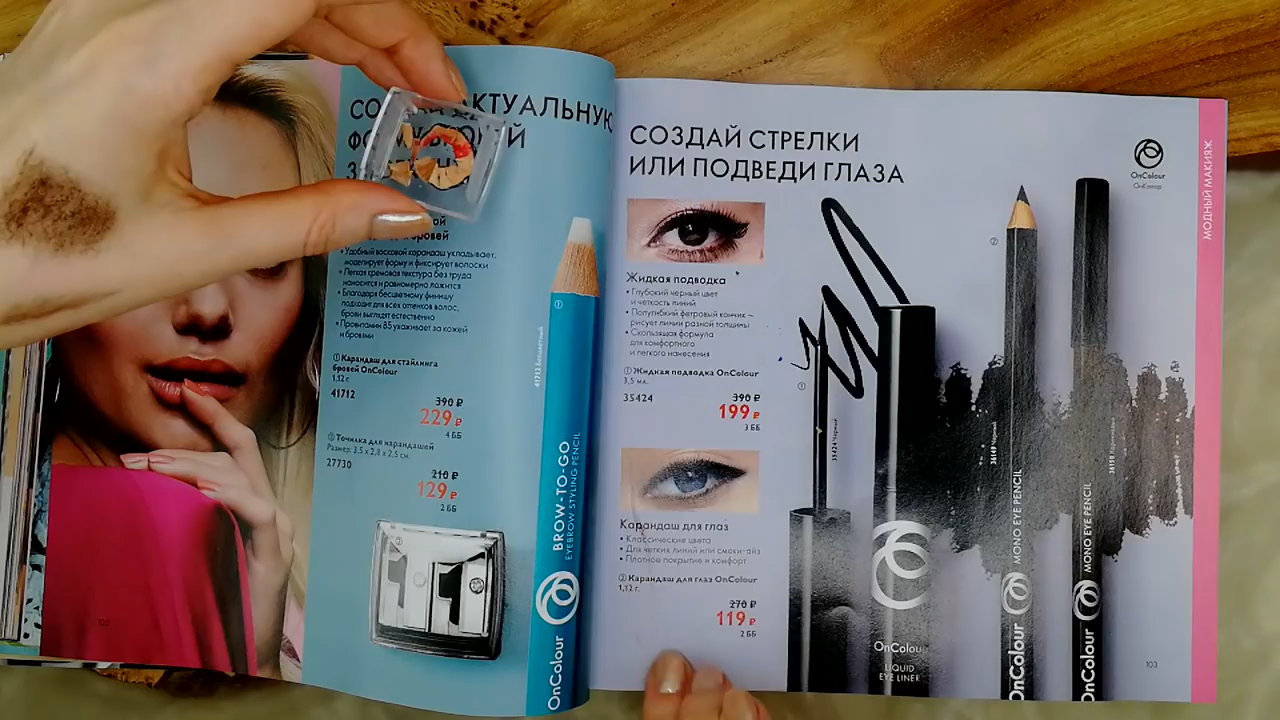 АКТУАЛЬНУЮ
• Удобный восковой карандаш укладывает,
моделирует форму и фиксирует волоски
• Легкая кремовая текстура без труда
наносится и равномерно ложится
• Благодаря бесцветному финишу
подходит для всех оттенков волос,
брови выглядят естественно
• Провитамин B5 ухаживает за кожей
и бровями
① Карандаш для стайлинга
бровей OnColour
1,12 г.
41712
390 ₽
229 ₽
4 ББ
② Точилка для карандашей
Размер: 3,5 x 2,8 x 2,5 см.
27730
210 ₽
129 ₽
2 ББ
41712 Бесцветный
OnColour
BROW-TO-GO
EYEBROW STYLING PENCIL
СОЗДАЙ СТРЕЛКИ
ИЛИ ПОДВЕДИ ГЛАЗА
Жидкая подводка
• Глубокий черный цвет
и четкость линий
• Полугибкий фетровый кончик –
рисует линии разной толщины
• Скользящая формула
для комфортного
и легкого нанесения
① Жидкая подводка OnColour
3,5 мл.
35424
390 ₽
199 ₽
3 ББ
Карандаш для глаз
• Классические цвета
• Для четких линий или смоки-айз
• Плотное покрытие и комфорт
② Карандаш для глаз OnColour
1,12 г.
270 ₽
119 ₽
2 ББ
35424 Черный
OnColour
LIQUID
EYE LINER
OnColour
MONO EYE PENCIL
OnColour
MONO EYE PENCIL
OnColour
OnКолор
МОДНЫЙ МАКИЯЖ
102
103